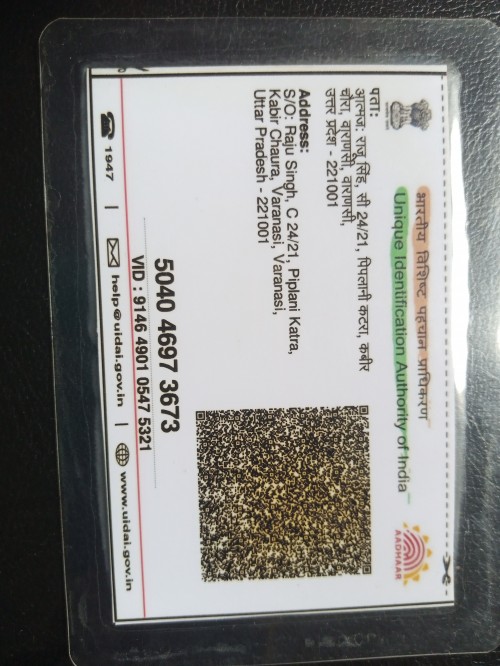 भारतीय विशिष्ट पहचान प्राधिकरण
Unique Identification Authority of India
AADHAAR
पता:
आत्मज: राजू सिंह, सी 24/21, पिपलानी कटरा, कबीर
चौरा, वाराणसी, वाराणसी,
उत्तर प्रदेश - 221001
Address:
S/O: Raju Singh, C 24/21, Piplani Katra,
Kabir Chaura, Varanasi, Varanasi,
Uttar Pradesh - 221001
5040 4697 3673
VID : 9146 4901 0547 5321
1947 | help@uidai.gov.in | www.uidai.gov.in